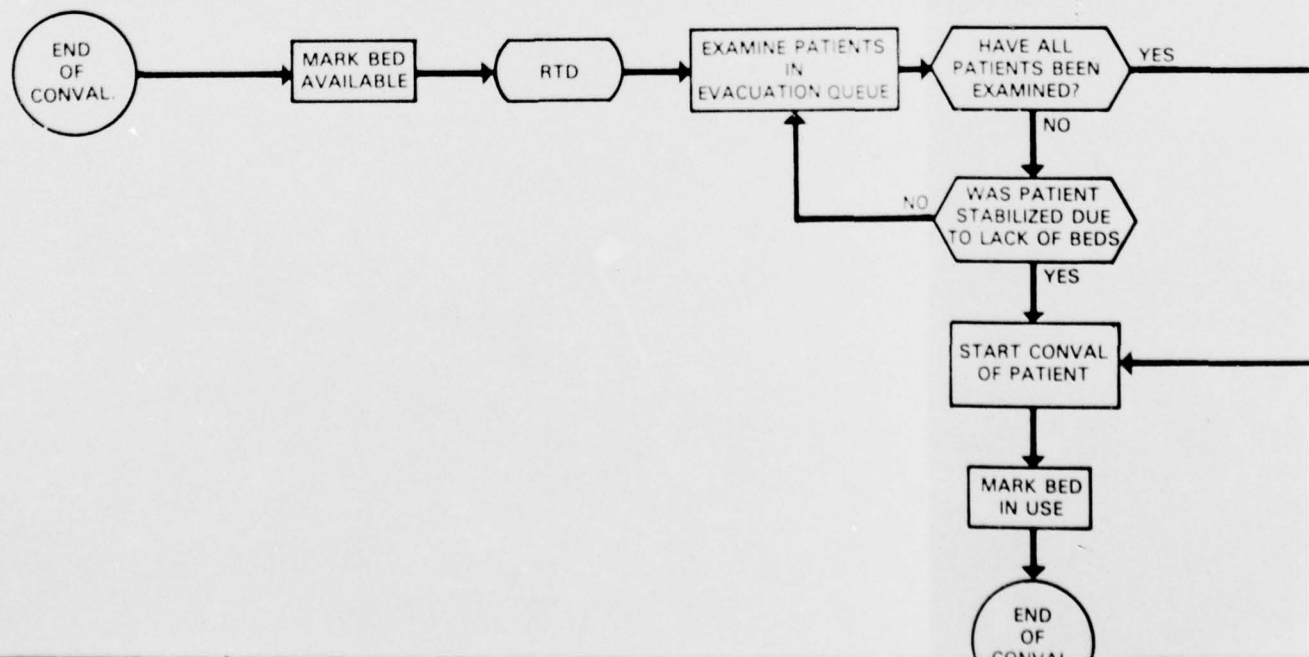 END
OF
CONVAL.
MARK BED
AVAILABLE
RTD
EXAMINE PATIENTS
IN
EVACUATION QUEUE
HAVE ALL
PATIENTS BEEN
EXAMINED?
YES
NO
WAS PATIENT
STABILIZED DUE
TO LACK OF BEDS
NO
YES
START CONVAL
OF PATIENT
MARK BED
IN USE
END
OF
CONVAL